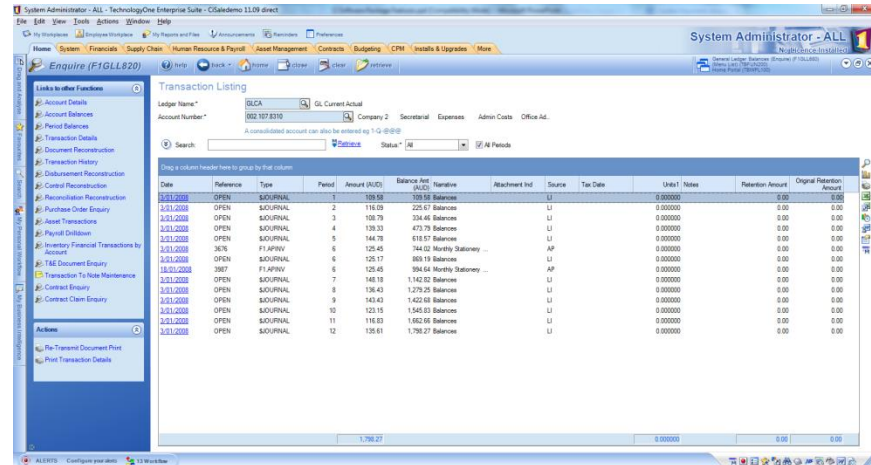 System Administrator - ALL - TechnologyOne Enterprise Suite - CiSaledemo 11.09 direct
File Edit View Tools Actions Window Help
My Workplaces Employee Workplace My Reports and Files Announcements Reminders Preferences
Home System Financials Supply Chain Human Resource & Payroll Asset Management Contracts Budgeting CPM Installs & Upgrades More
System Administrator - ALL
Enquire (F1GLL820)
Help back home close clear retrieve
General Ledger Balances (Enquire) (F1GLL820)
Links to other Functions
Account Details
Account Balances
Period Balances
Transaction Details
Document Reconstruction
Transaction History
Disbursement Reconstruction
Control Reconstruction
Reconciliation Reconstruction
Purchase Order Enquiry
Asset Transactions
Payroll Drilldown
Inventory Financial Transactions by Account
T&E Document Enquiry
Transaction To Note Maintenance
Contract Enquiry
Contract Claim Enquiry
Actions
Re-Transmit Document Print
Print Transaction Details
Transaction Listing
Ledger Name:* GLCA GL Current Actual
Account Number:* 002.107.8310 Company 2 Secretarial Expenses Admin Costs Office Ad..
A consolidated account can also be entered eg 1-Q-@@@
Search: Retrieve Status:* All All Periods
Drag a column header here to group by that column
Date Reference Type Period Amount (AUD) Balance Amt (AUD) Narrative Attachment Ind Source Tax Date Units1 Notes Retention Amount Original Retention Amount
3/01/2008 OPEN $JOURNAL 1 109.58 109.58 Balances LI 0.000000 0.00 0.00
3/01/2008 OPEN $JOURNAL 2 116.09 225.67 Balances LI 0.000000 0.00 0.00
3/01/2008 OPEN $JOURNAL 3 108.79 334.46 Balances LI 0.000000 0.00 0.00
3/01/2008 OPEN $JOURNAL 4 139.33 473.79 Balances LI 0.000000 0.00 0.00
3/01/2008 OPEN $JOURNAL 5 144.78 618.57 Balances LI 0.000000 0.00 0.00
3/01/2008 3676 F1.APINV 6 125.45 744.02 Monthly Stationery ... AP 0.000000 0.00 0.00
3/01/2008 OPEN $JOURNAL 6 125.17 869.19 Balances LI 0.000000 0.00 0.00
18/01/2008 3987 F1.APINV 6 125.45 994.64 Monthly Stationery ... AP 0.000000 0.00 0.00
3/01/2008 OPEN $JOURNAL 7 148.18 1,142.82 Balances LI 0.000000 0.00 0.00
3/01/2008 OPEN $JOURNAL 8 136.43 1,279.25 Balances LI 0.000000 0.00 0.00
3/01/2008 OPEN $JOURNAL 9 143.43 1,422.68 Balances LI 0.000000 0.00 0.00
3/01/2008 OPEN $JOURNAL 10 123.15 1,545.83 Balances LI 0.000000 0.00 0.00
3/01/2008 OPEN $JOURNAL 11 116.83 1,662.66 Balances LI 0.000000 0.00 0.00
3/01/2008 OPEN $JOURNAL 12 135.61 1,798.27 Balances LI 0.000000 0.00 0.00
1,798.27 0.000000 0.00 0.00
ALERTS Configure your alerts 13 Workflow